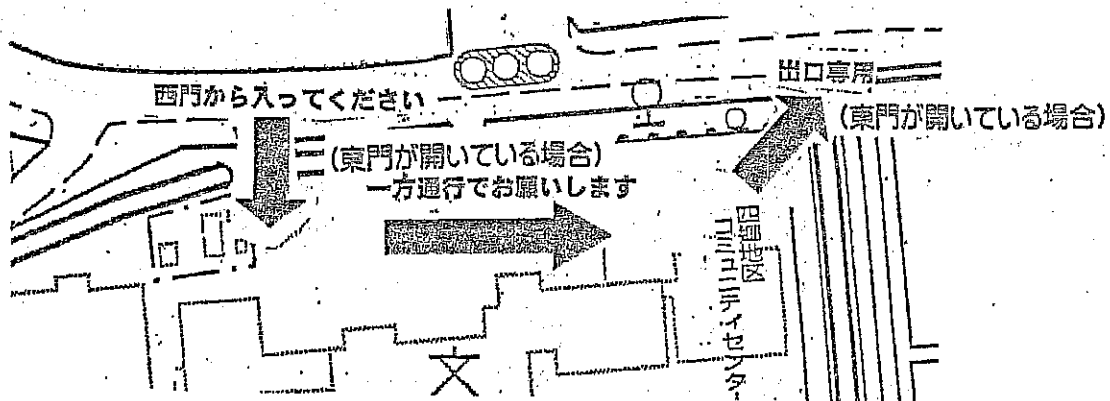 西門から入ってください
(東門が開いている場合)
一方通行でお願いします
出口専用
(東門が開いている場合)
四箇地区
コミュニティセンター
文